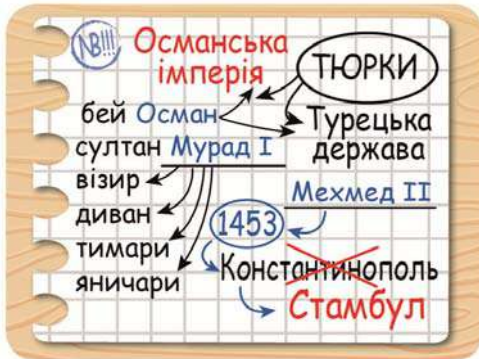 NB!!!
Османська
імперія
ТЮРКИ
бей Осман
Турецька
держава
султан Мурад I
візир
диван
тимари
яничари
Мехмед II
1453
Константинополь
Стамбул